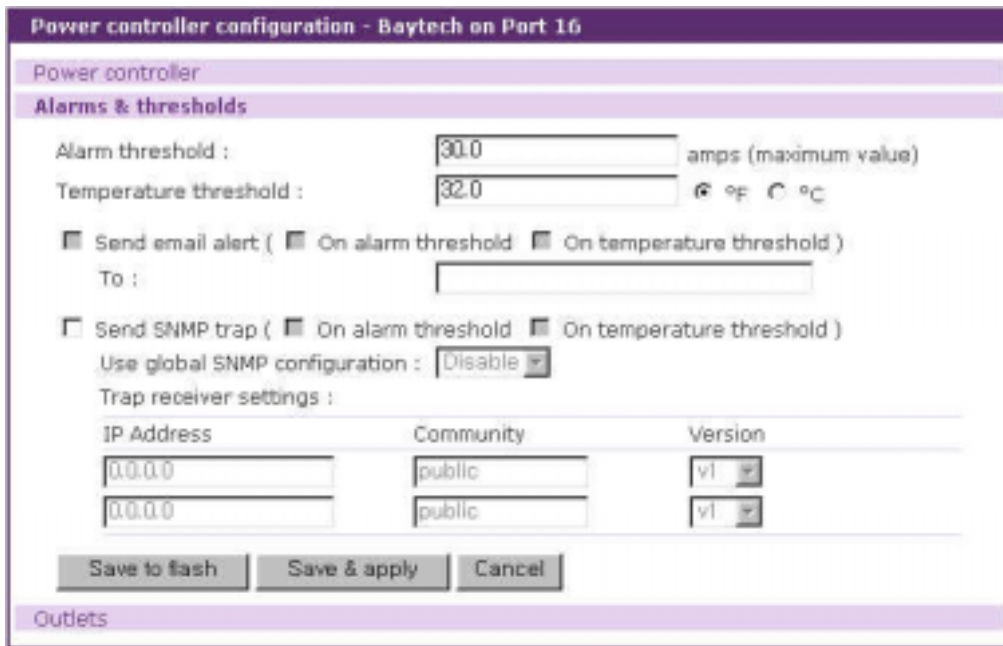 Power controller configuration - Baytech on Port 16
Power controller
Alarms & thresholds
Alarm threshold : 30.0 amps (maximum value)
Temperature threshold : 32.0 °F °C
Send email alert ( On alarm threshold On temperature threshold )
To :
Send SNMP trap ( On alarm threshold On temperature threshold )
Use global SNMP configuration : Disable
Trap receiver settings :
IP Address Community Version
0.0.0.0 public v1
0.0.0.0 public v1
Save to flash Save & apply Cancel
Outlets